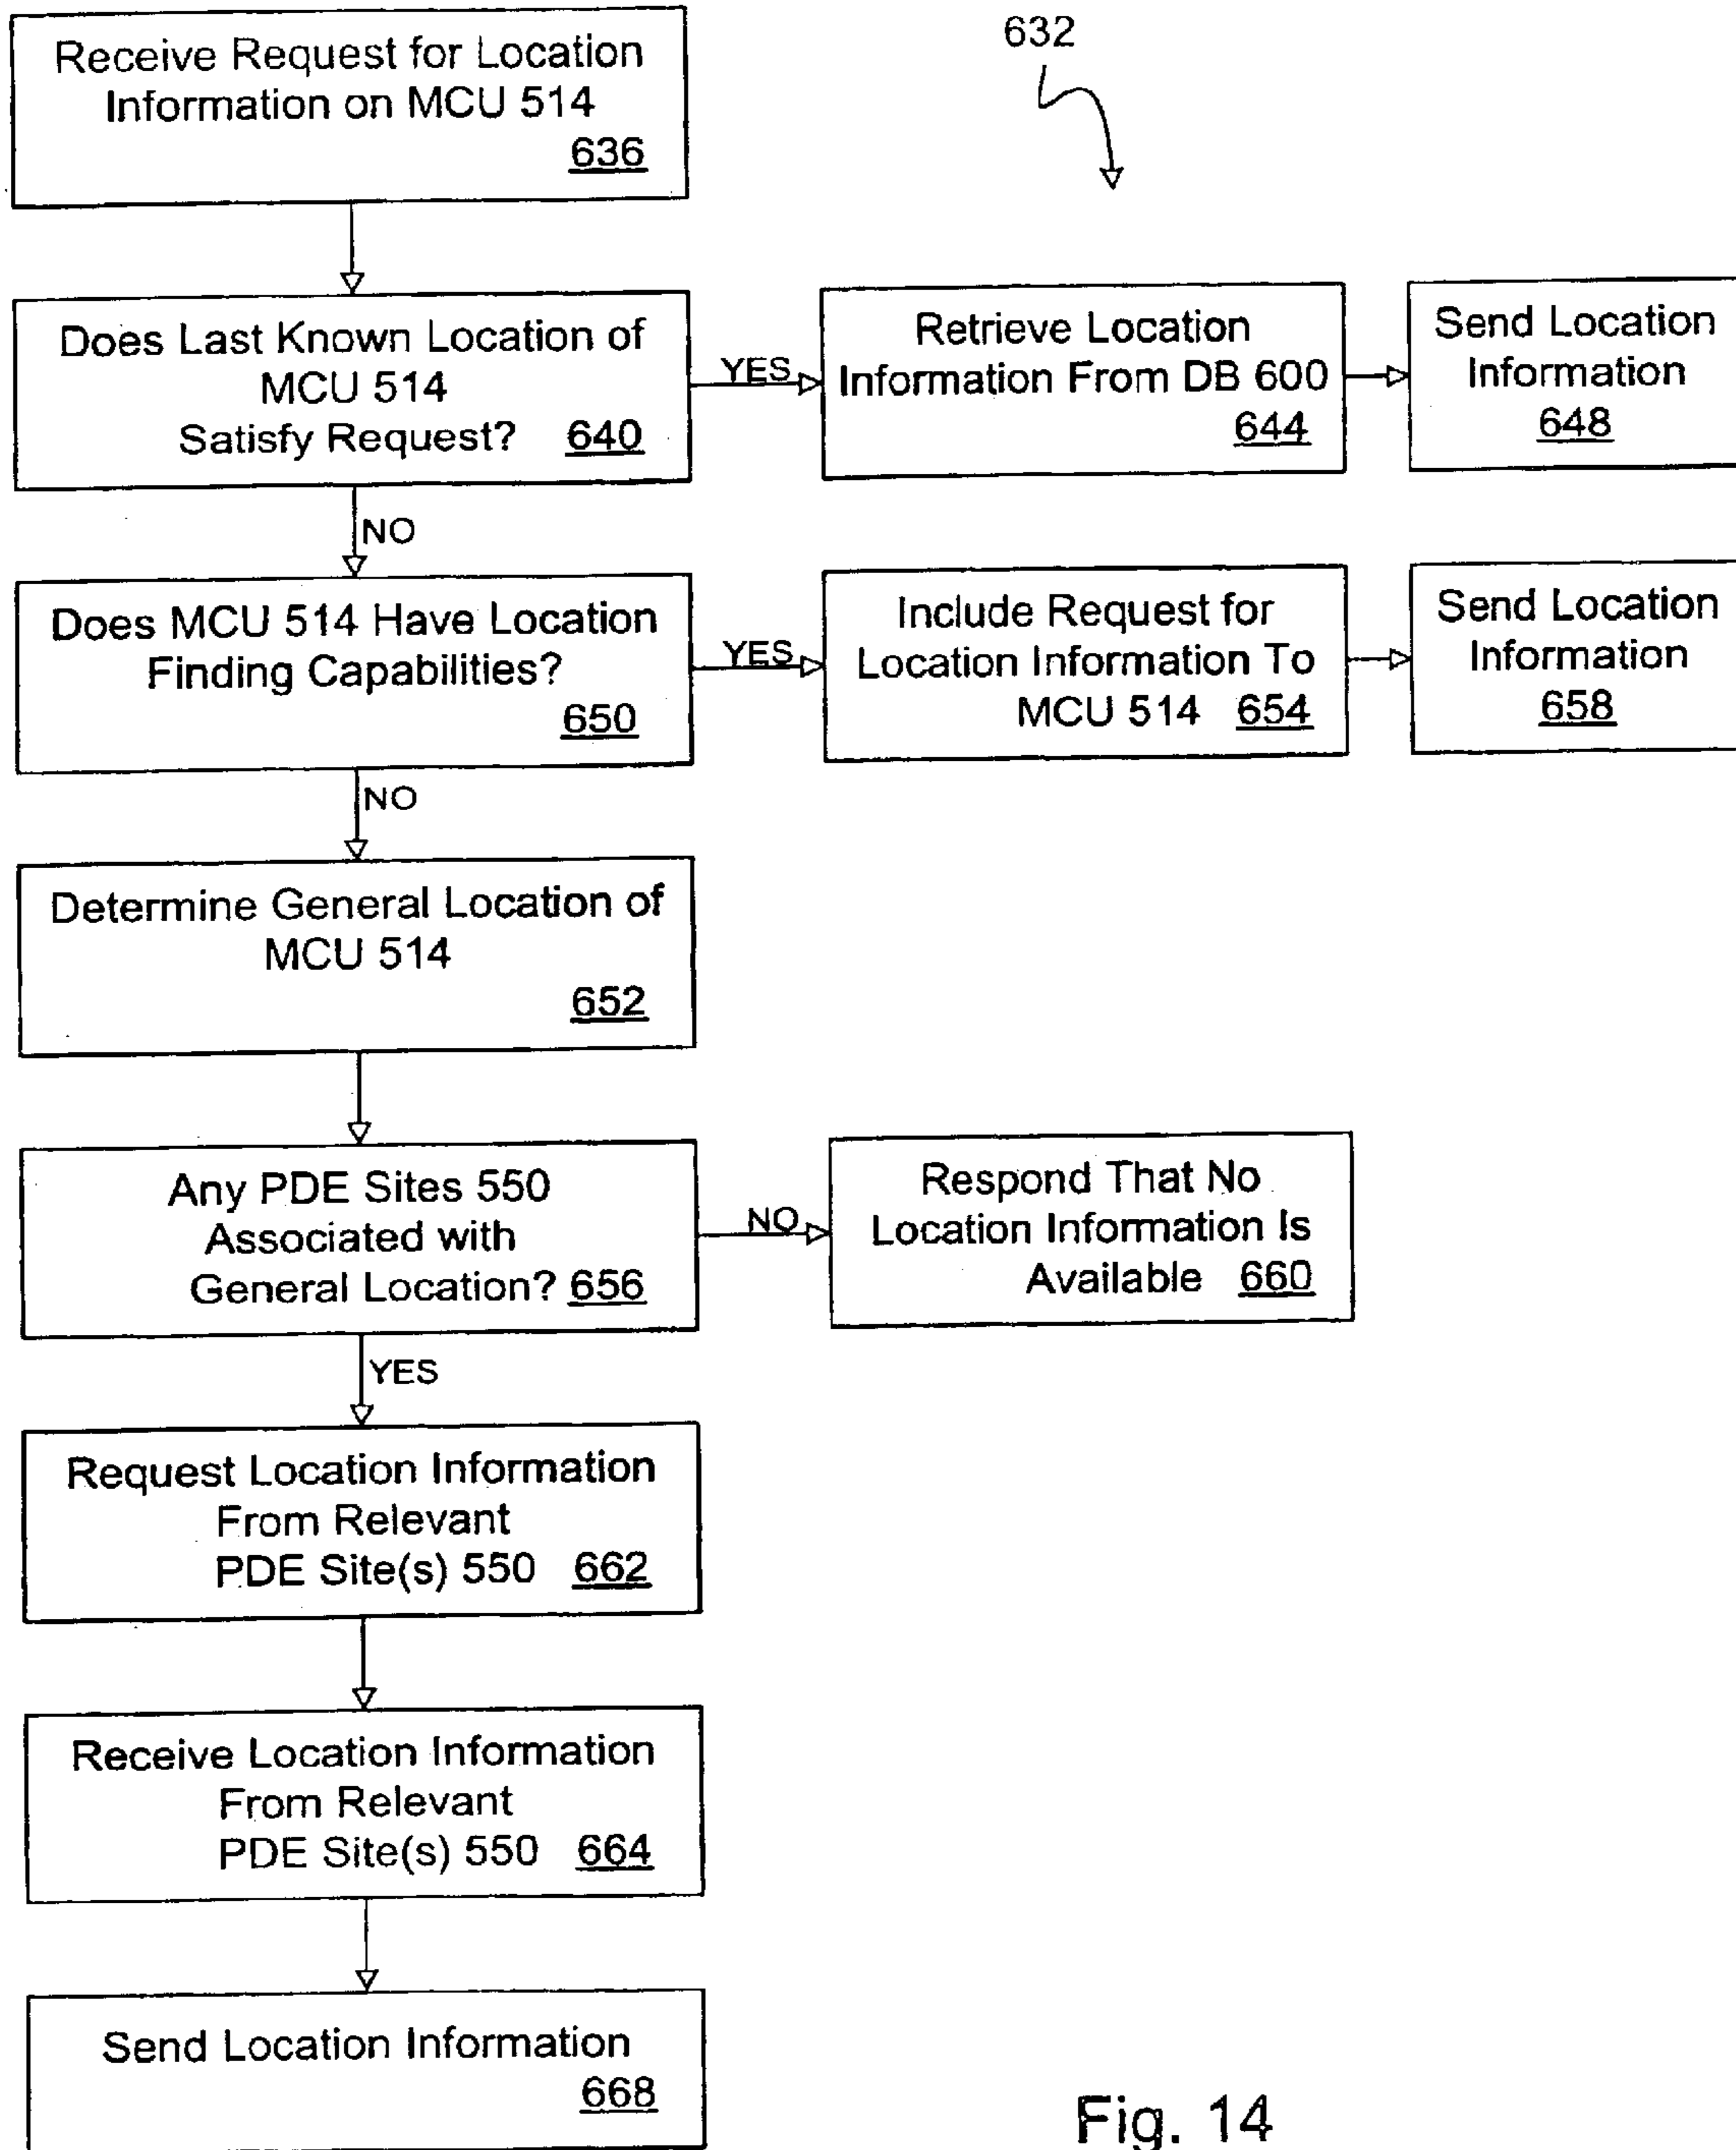 Receive Request for Location
Information on MCU 514
636
632
Does Last Known Location of
MCU 514
Satisfy Request? 640
YES
Retrieve Location
Information From DB 600
644
Send Location
Information
648
NO
Does MCU 514 Have Location
Finding Capabilities?
650
YES
Include Request for
Location Information To
MCU 514 654
Send Location
Information
658
NO
Determine General Location of
MCU 514
652
Any PDE Sites 550
Associated with
General Location? 656
NO
Respond That No
Location Information Is
Available 660
YES
Request Location Information
From Relevant
PDE Site(s) 550 662
Receive Location Information
From Relevant
PDE Site(s) 550 664
Send Location Information
668
Fig. 14